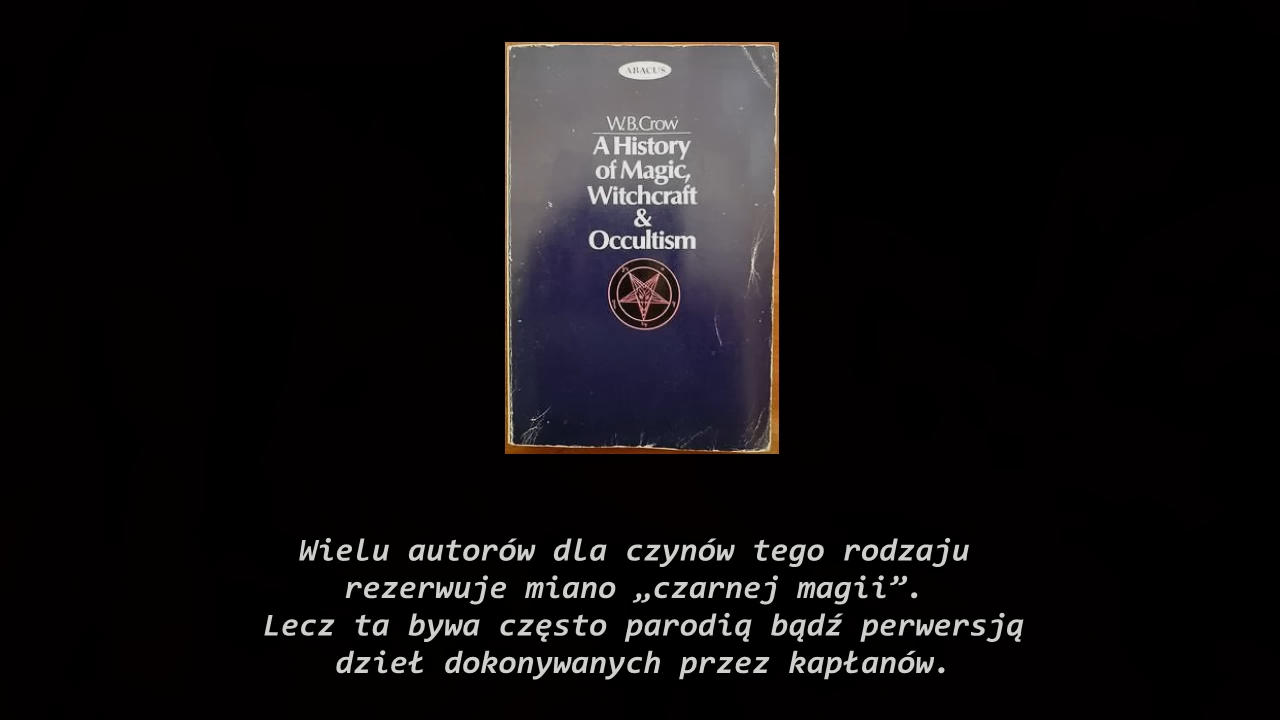 ABACUS
W.B.Crow
A History
of Magic,
Witchcraft
&
Occultism
Wielu autorów dla czynów tego rodzaju
rezerwuje miano „czarnej magii”.
Lecz ta bywa często parodią bądź perwersją
dzieł dokonywanych przez kapłanów.